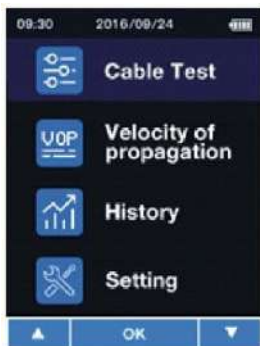 09:30 2016/09/24
Cable Test
VOP
Velocity of
propagation
History
Setting
OK